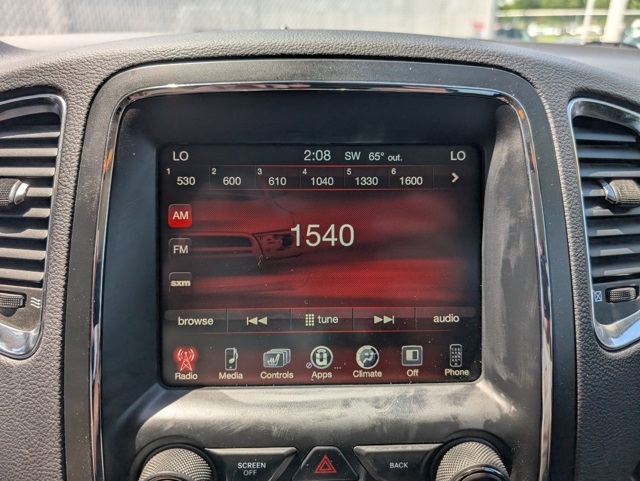 LO 2:08 SW 65° out. LO
1 530 2 600 3 610 4 1040 5 1330 6 1600
AM
1540
FM
sxm
browse tune audio
Radio Media Controls Apps Climate Off Phone
SCREEN OFF BACK